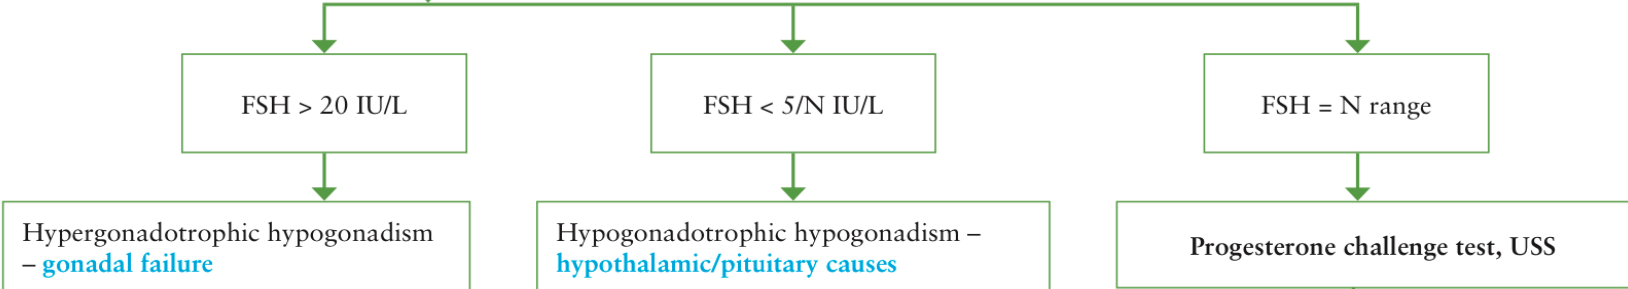 FSH > 20 IU/L
FSH < 5/N IU/L
FSH = N range
Hypergonadotrophic hypogonadism
– gonadal failure
Hypogonadotrophic hypogonadism –
hypothalamic/pituitary causes
Progesterone challenge test, USS